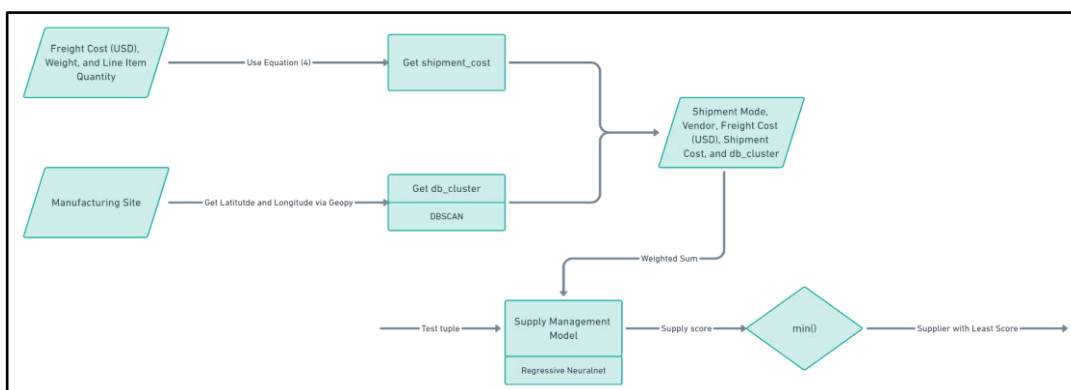 Freight Cost (USD),
Weight, and Line Item
Quantity
Use Equation (4)
Get shipment_cost
Shipment Mode,
Vendor, Freight Cost
(USD), Shipment
Cost, and db_cluster
Manufacturing Site
Get Latitutde and Longitude via Geopy
Get db_cluster
DBSCAN
Weighted Sum
Test tuple
Supply Management
Model
Regressive Neuralnet
Supply score
min()
Supplier with Least Score